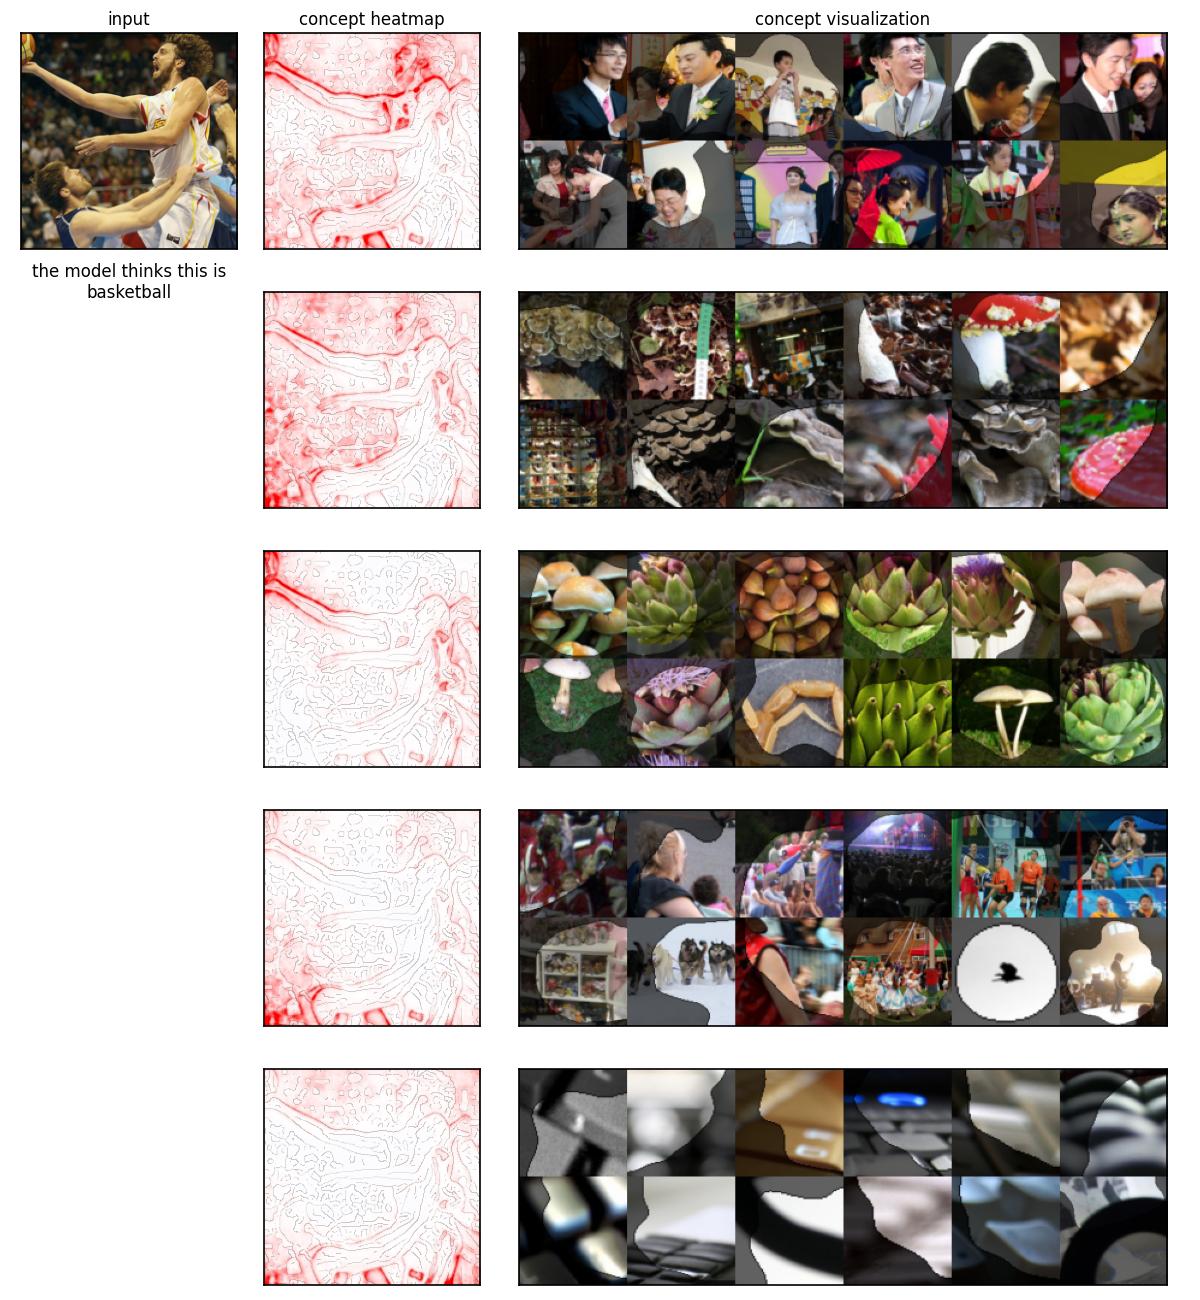 input
concept heatmap
concept visualization
the model thinks this is
basketball